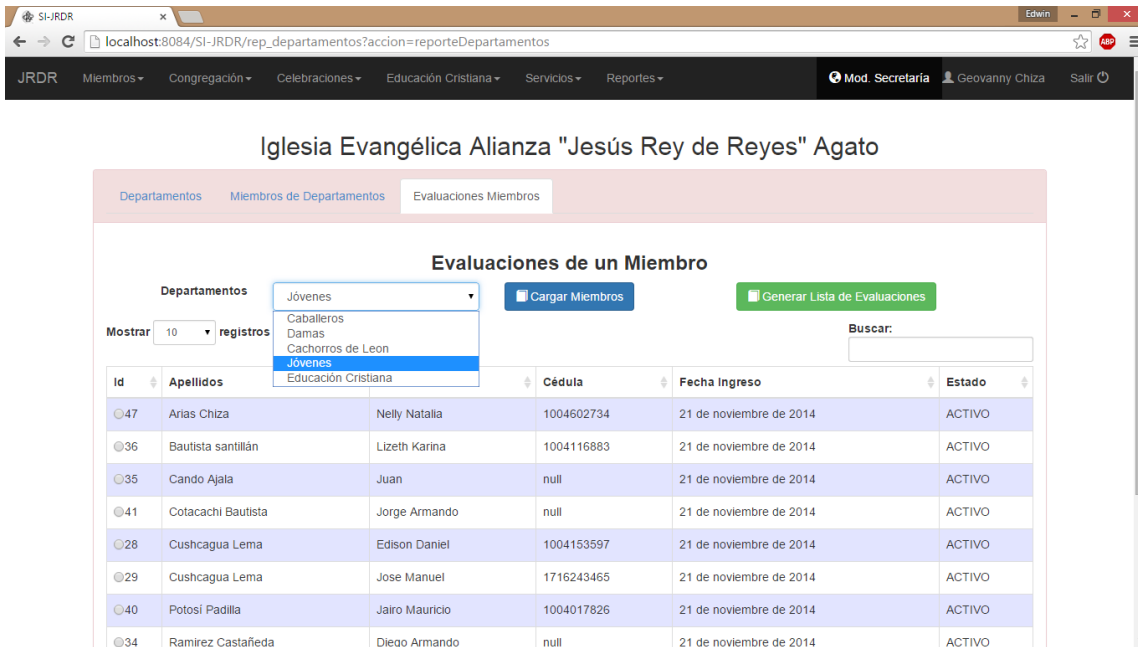 SI-JRDR
Edwin
localhost:8084/SI-JRDR/rep_departamentos?accion=reporteDepartamentos
ABP
JRDR Miembros Congregación Celebraciones Educación Cristiana Servicios Reportes Mod. Secretaría Geovanny Chiza Salir
Iglesia Evangélica Alianza "Jesús Rey de Reyes" Agato
Departamentos Miembros de Departamentos Evaluaciones Miembros
Evaluaciones de un Miembro
Departamentos Jóvenes Cargar Miembros Generar Lista de Evaluaciones
Caballeros
Damas
Cachorros de Leon
Jóvenes
Educación Cristiana
Mostrar 10 registros Buscar:
Id Apellidos Cédula Fecha Ingreso Estado
47 Arias Chiza Nelly Natalia 1004602734 21 de noviembre de 2014 ACTIVO
36 Bautista santillán Lizeth Karina 1004116883 21 de noviembre de 2014 ACTIVO
35 Cando Ajala Juan null 21 de noviembre de 2014 ACTIVO
41 Cotacachi Bautista Jorge Armando null 21 de noviembre de 2014 ACTIVO
28 Cushcagua Lema Edison Daniel 1004153597 21 de noviembre de 2014 ACTIVO
29 Cushcagua Lema Jose Manuel 1716243465 21 de noviembre de 2014 ACTIVO
40 Potosí Padilla Jairo Mauricio 1004017826 21 de noviembre de 2014 ACTIVO
34 Ramirez Castañeda Diego Armando null 21 de noviembre de 2014 ACTIVO